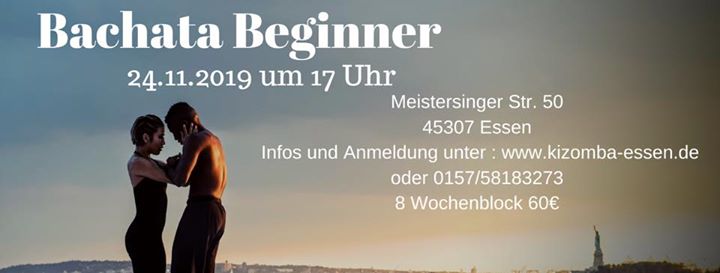 Bachata Beginner
24.11.2019 um 17 Uhr
Meistersinger Str. 50
45307 Essen
Infos und Anmeldung unter : www.kizomba-essen.de
oder 0157/58183273
8 Wochenblock 60€